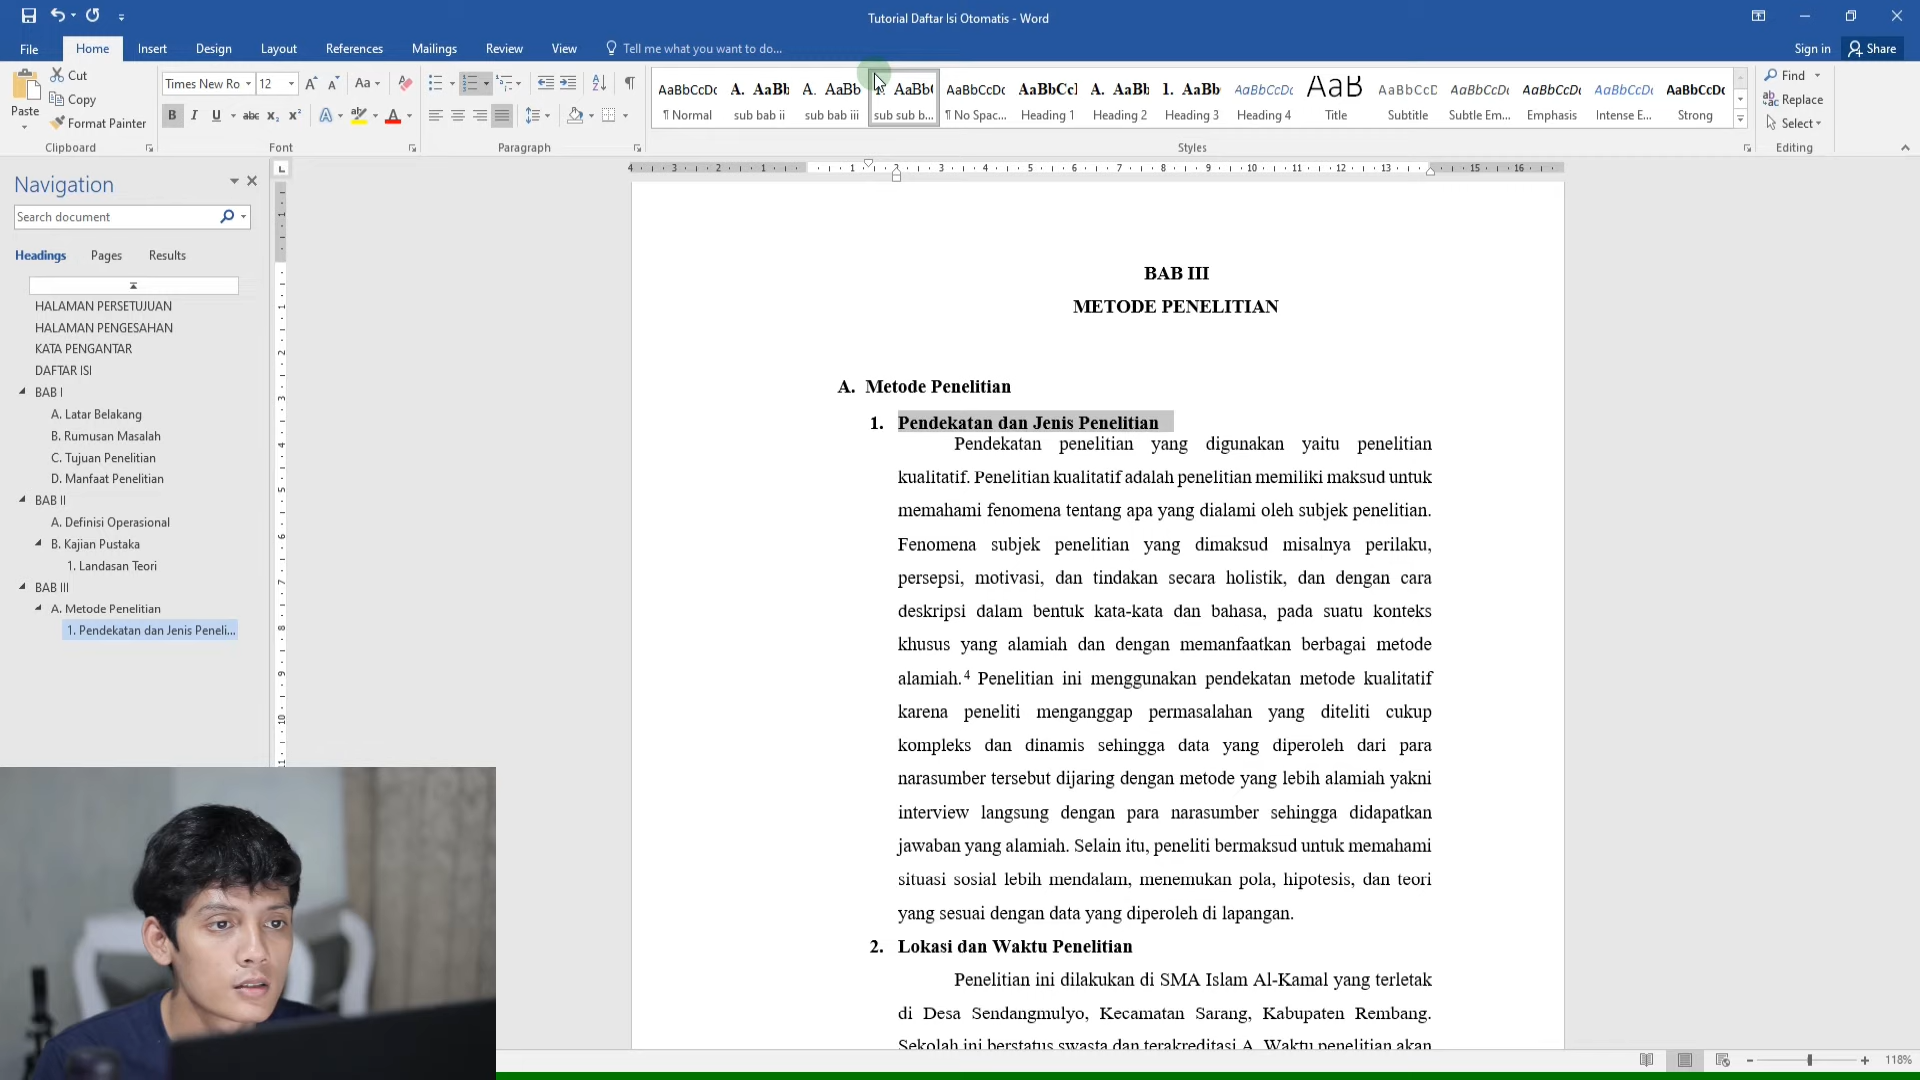 Tutorial Daftar Isi Otomatis - Word
File Home Insert Design Layout References Mailings Review View Tell me what you want to do... Sign in Share
Paste
Cut
Copy
Format Painter
Clipboard
Times New Ro 12
Font
Paragraph
AaBbCcDc ¶ Normal
A. AaBb sub bab ii
A. AaBb sub bab iii
AaBb( sub sub b...
AaBbCcDc ¶ No Spac...
AaBbCcI Heading 1
A. AaBb Heading 2
1. AaBb Heading 3
AaBbCcDc Heading 4
AaB Title
AaBbCcD Subtitle
AaBbCcDc Subtle Em...
AaBbCcDc Emphasis
AaBbCcDc Intense E...
AaBbCcDc Strong
Styles
Find
Replace
Select
Editing
Navigation
Search document
Headings Pages Results
HALAMAN PERSETUJUAN
HALAMAN PENGESAHAN
KATA PENGANTAR
DAFTAR ISI
BAB I
A. Latar Belakang
B. Rumusan Masalah
C. Tujuan Penelitian
D. Manfaat Penelitian
BAB II
A. Definisi Operasional
B. Kajian Pustaka
1. Landasan Teori
BAB III
A. Metode Penelitian
1. Pendekatan dan Jenis Peneli...
BAB III
METODE PENELITIAN
A. Metode Penelitian
1. Pendekatan dan Jenis Penelitian
Pendekatan penelitian yang digunakan yaitu penelitian
kualitatif. Penelitian kualitatif adalah penelitian memiliki maksud untuk
memahami fenomena tentang apa yang dialami oleh subjek penelitian.
Fenomena subjek penelitian yang dimaksud misalnya perilaku,
persepsi, motivasi, dan tindakan secara holistik, dan dengan cara
deskripsi dalam bentuk kata-kata dan bahasa, pada suatu konteks
khusus yang alamiah dan dengan memanfaatkan berbagai metode
alamiah.⁴ Penelitian ini menggunakan pendekatan metode kualitatif
karena peneliti menganggap permasalahan yang diteliti cukup
kompleks dan dinamis sehingga data yang diperoleh dari para
narasumber tersebut dijaring dengan metode yang lebih alamiah yakni
interview langsung dengan para narasumber sehingga didapatkan
jawaban yang alamiah. Selain itu, peneliti bermaksud untuk memahami
situasi sosial lebih mendalam, menemukan pola, hipotesis, dan teori
yang sesuai dengan data yang diperoleh di lapangan.
2. Lokasi dan Waktu Penelitian
Penelitian ini dilakukan di SMA Islam Al-Kamal yang terletak
di Desa Sendangmulyo, Kecamatan Sarang, Kabupaten Rembang.
Sekolah ini berstatus swasta dan terakreditasi A. Waktu penelitian akan
118%